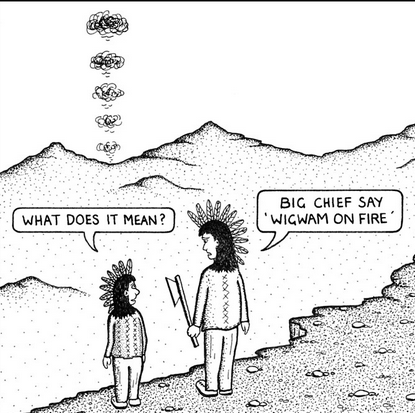 WHAT DOES IT MEAN?
BIG CHIEF SAY
'WIGWAM ON FIRE'